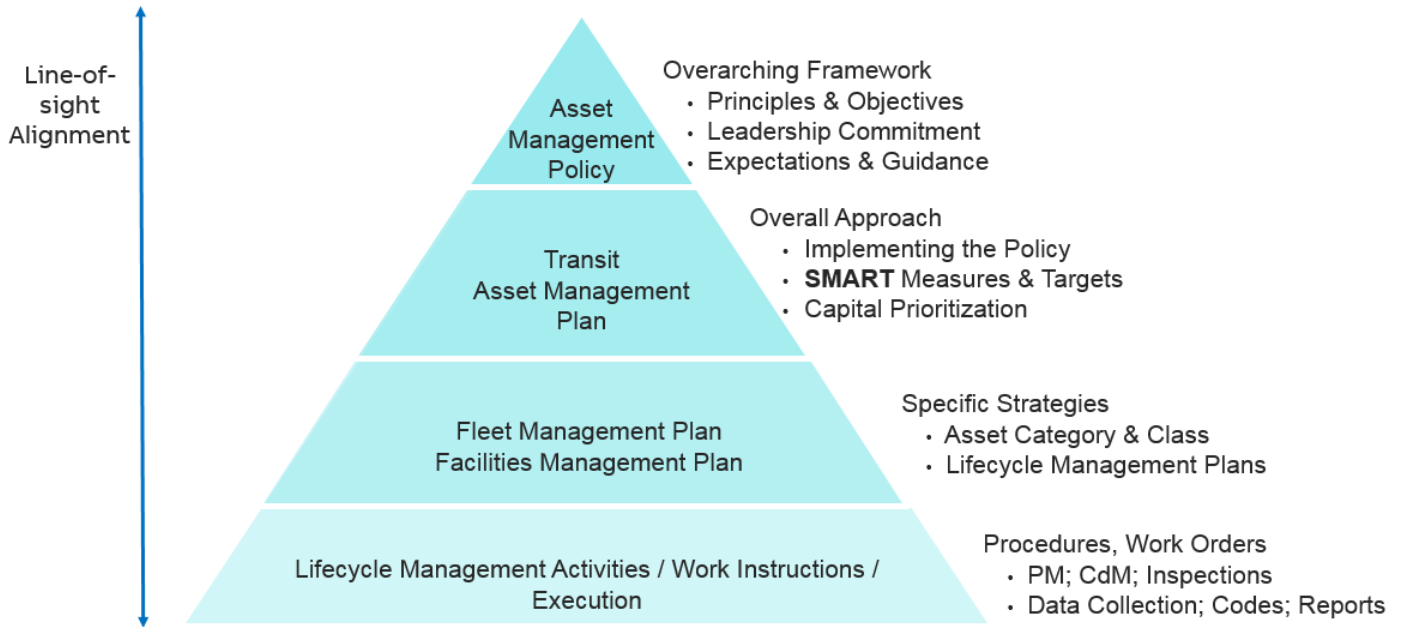 Line-of-
sight
Alignment
Asset
Management
Policy
Overarching Framework
• Principles & Objectives
• Leadership Commitment
• Expectations & Guidance
Transit
Asset Management
Plan
Overall Approach
• Implementing the Policy
• SMART Measures & Targets
• Capital Prioritization
Fleet Management Plan
Facilities Management Plan
Specific Strategies
• Asset Category & Class
• Lifecycle Management Plans
Lifecycle Management Activities / Work Instructions /
Execution
Procedures, Work Orders
• PM; CdM; Inspections
• Data Collection; Codes; Reports